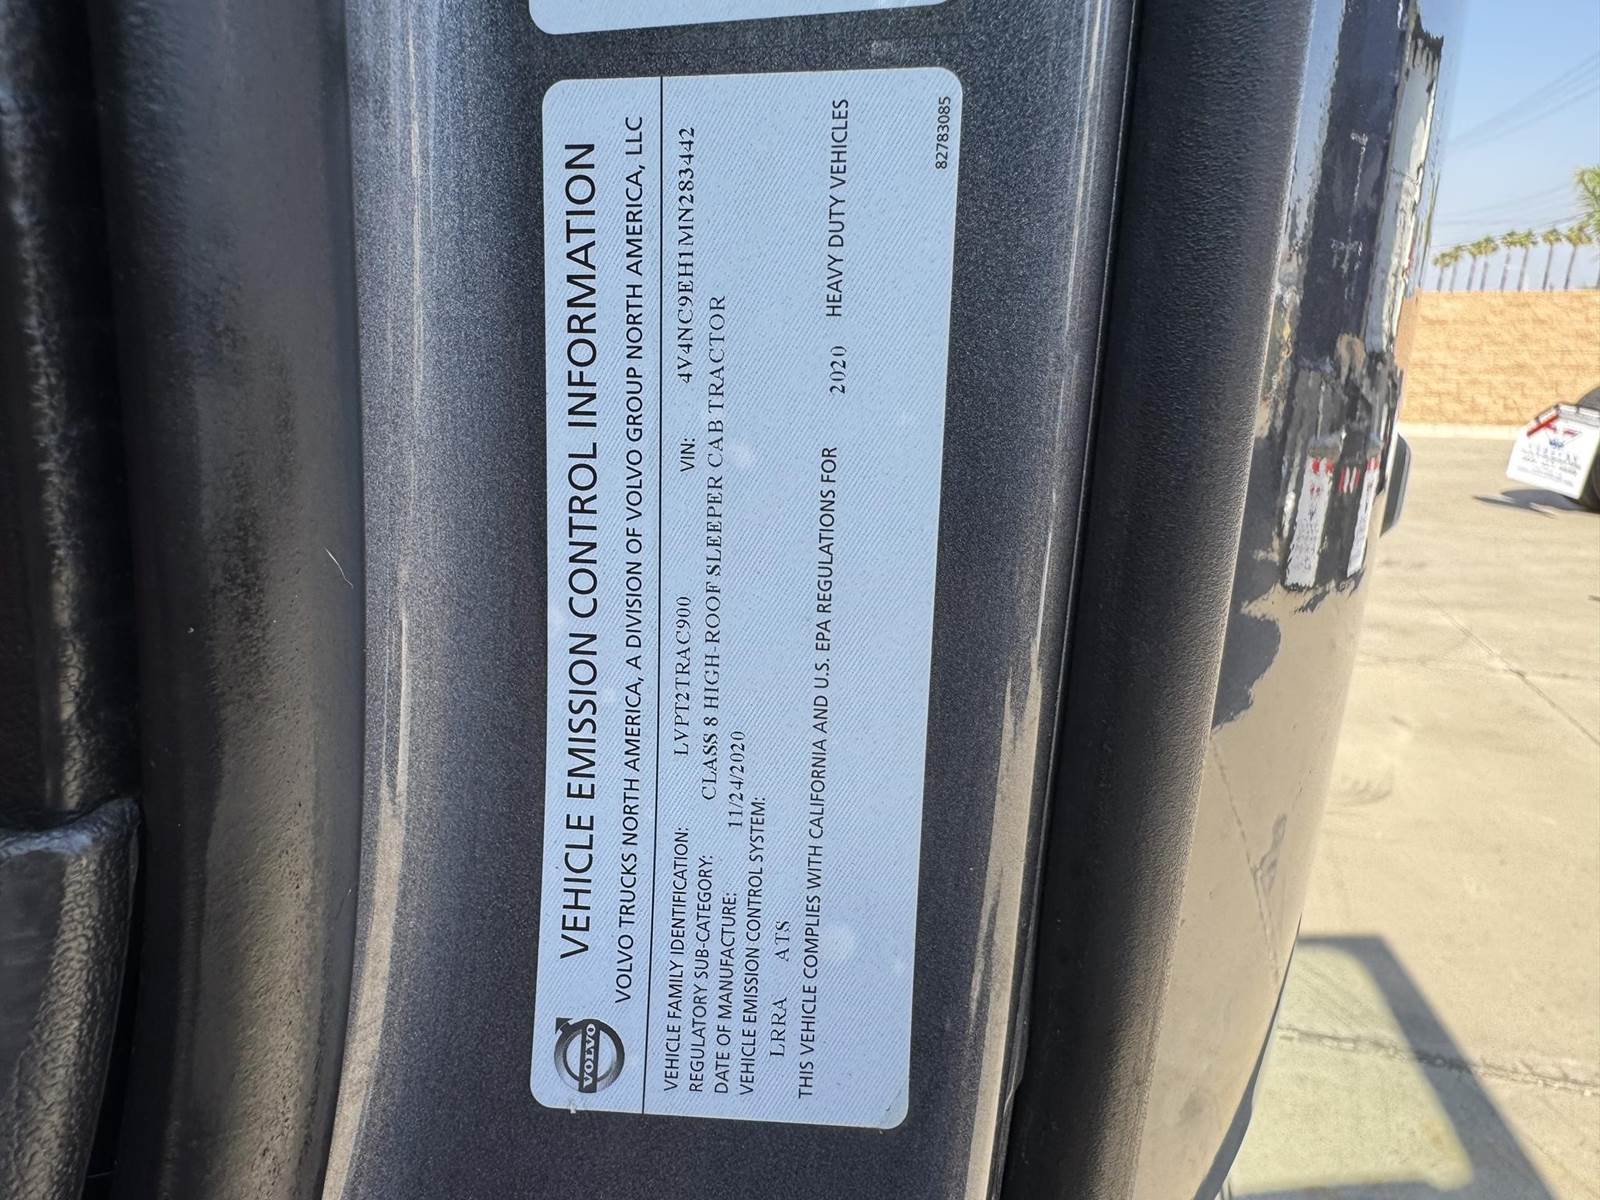 VOLVO
VEHICLE EMISSION CONTROL INFORMATION
VOLVO TRUCKS NORTH AMERICA, A DIVISION OF VOLVO GROUP NORTH AMERICA, LLC
VEHICLE FAMILY IDENTIFICATION: LVPT2TRAC900 VIN: 4V4NC9EH1MN283442
REGULATORY SUB-CATEGORY: CLASS 8 HIGH-ROOF SLEEPER CAB TRACTOR
DATE OF MANUFACTURE: 11/24/2020
VEHICLE EMISSION CONTROL SYSTEM:
LRRA ATS
THIS VEHICLE COMPLIES WITH CALIFORNIA AND U.S. EPA REGULATIONS FOR 2020 HEAVY DUTY VEHICLES
82783085